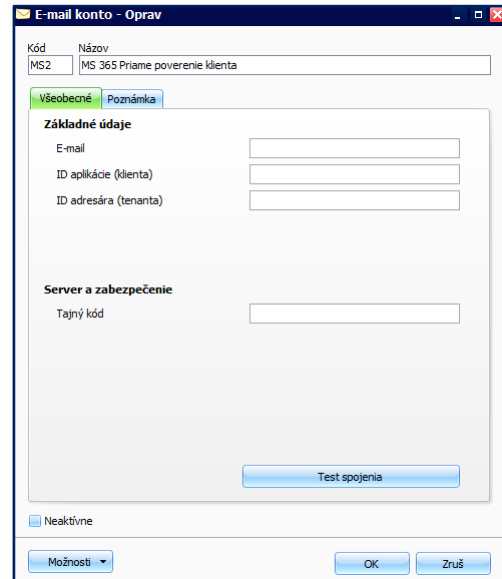 E-mail konto - Oprav
Kód Názov
MS2 MS 365 Priame poverenie klienta
Všeobecné Poznámka
Základné údaje
E-mail
ID aplikácie (klienta)
ID adresára (tenanta)
Server a zabezpečenie
Tajný kód
Test spojenia
Neaktívne
Možnosti OK Zruš